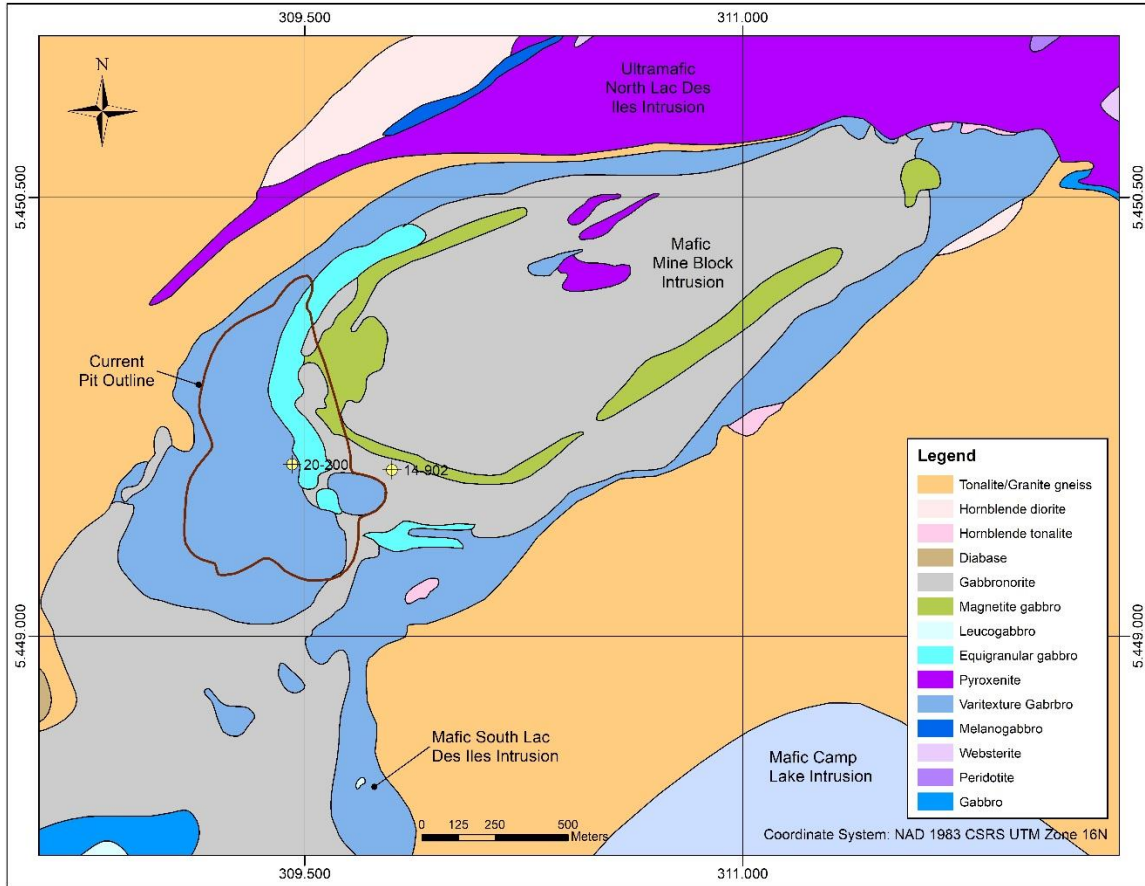 309.500
311.000
N
Ultramafic
North Lac Des
Iles Intrusion
5.450.500
5.450.500
Mafic
Mine Block
Intrusion
Current
Pit Outline
20-200
14-902
Legend
Tonalite/Granite gneiss
Hornblende diorite
Hornblende tonalite
Diabase
Gabbronorite
Magnetite gabbro
Leucogabbro
Equigranular gabbro
Pyroxenite
Varitexture Gabrbro
Melanogabbro
Websterite
Peridotite
Gabbro
5.449.000
5.449.000
Mafic South Lac
Des Iles Intrusion
Mafic Camp
Lake Intrusion
0 125 250 500
Meters
Coordinate System: NAD 1983 CSRS UTM Zone 16N
309.500
311.000